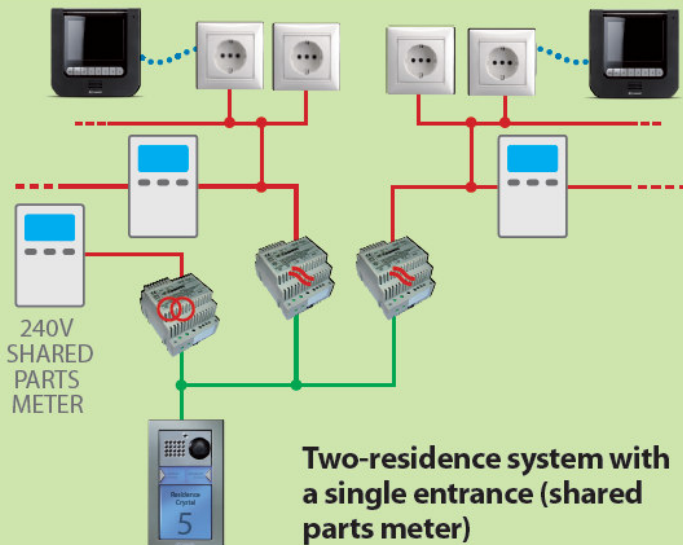 240V
SHARED
PARTS
METER
Residence
Crystal
5
Two-residence system with
a single entrance (shared
parts meter)